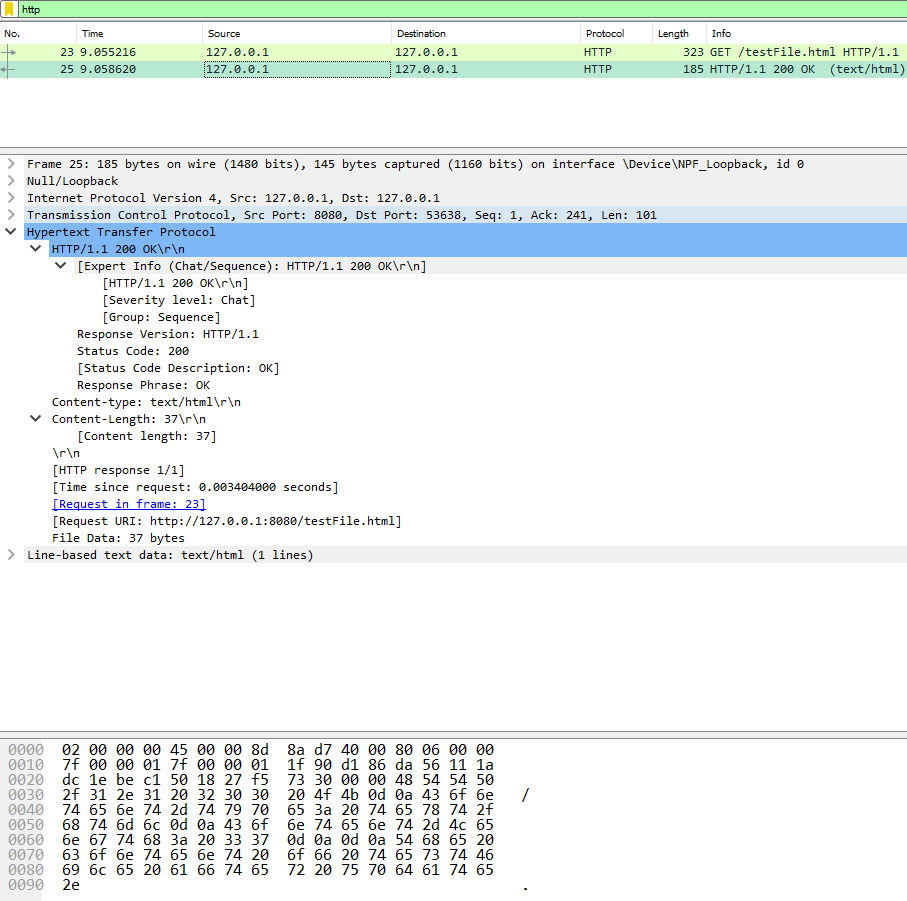 http
No. Time Source Destination Protocol Length Info
23 9.055216 127.0.0.1 127.0.0.1 HTTP 323 GET /testFile.html HTTP/1.1
25 9.058620 127.0.0.1 127.0.0.1 HTTP 185 HTTP/1.1 200 OK  (text/html)
Frame 25: 185 bytes on wire (1480 bits), 145 bytes captured (1160 bits) on interface \Device\NPF_Loopback, id 0
Null/Loopback
Internet Protocol Version 4, Src: 127.0.0.1, Dst: 127.0.0.1
Transmission Control Protocol, Src Port: 8080, Dst Port: 53638, Seq: 1, Ack: 241, Len: 101
Hypertext Transfer Protocol
HTTP/1.1 200 OK\r\n
[Expert Info (Chat/Sequence): HTTP/1.1 200 OK\r\n]
[HTTP/1.1 200 OK\r\n]
[Severity level: Chat]
[Group: Sequence]
Response Version: HTTP/1.1
Status Code: 200
[Status Code Description: OK]
Response Phrase: OK
Content-type: text/html\r\n
Content-Length: 37\r\n
[Content length: 37]
\r\n
[HTTP response 1/1]
[Time since request: 0.003404000 seconds]
[Request in frame: 23]
[Request URI: http://127.0.0.1:8080/testFile.html]
File Data: 37 bytes
Line-based text data: text/html (1 lines)
0000 02 00 00 00 45 00 00 8d 8a d7 40 00 80 06 00 00
0010 7f 00 00 01 7f 00 00 01 1f 90 d1 86 da 56 11 1a
0020 dc 1e be c1 50 18 27 f5 73 30 00 00 48 54 54 50
0030 2f 31 2e 31 20 32 30 30 20 4f 4b 0d 0a 43 6f 6e /
0040 74 65 6e 74 2d 74 79 70 65 3a 20 74 65 78 74 2f
0050 68 74 6d 6c 0d 0a 43 6f 6e 74 65 6e 74 2d 4c 65
0060 6e 67 74 68 3a 20 33 37 0d 0a 0d 0a 54 68 65 20
0070 63 6f 6e 74 65 6e 74 20 6f 66 20 74 65 73 74 46
0080 69 6c 65 20 61 66 74 65 72 20 75 70 64 61 74 65
0090 2e .